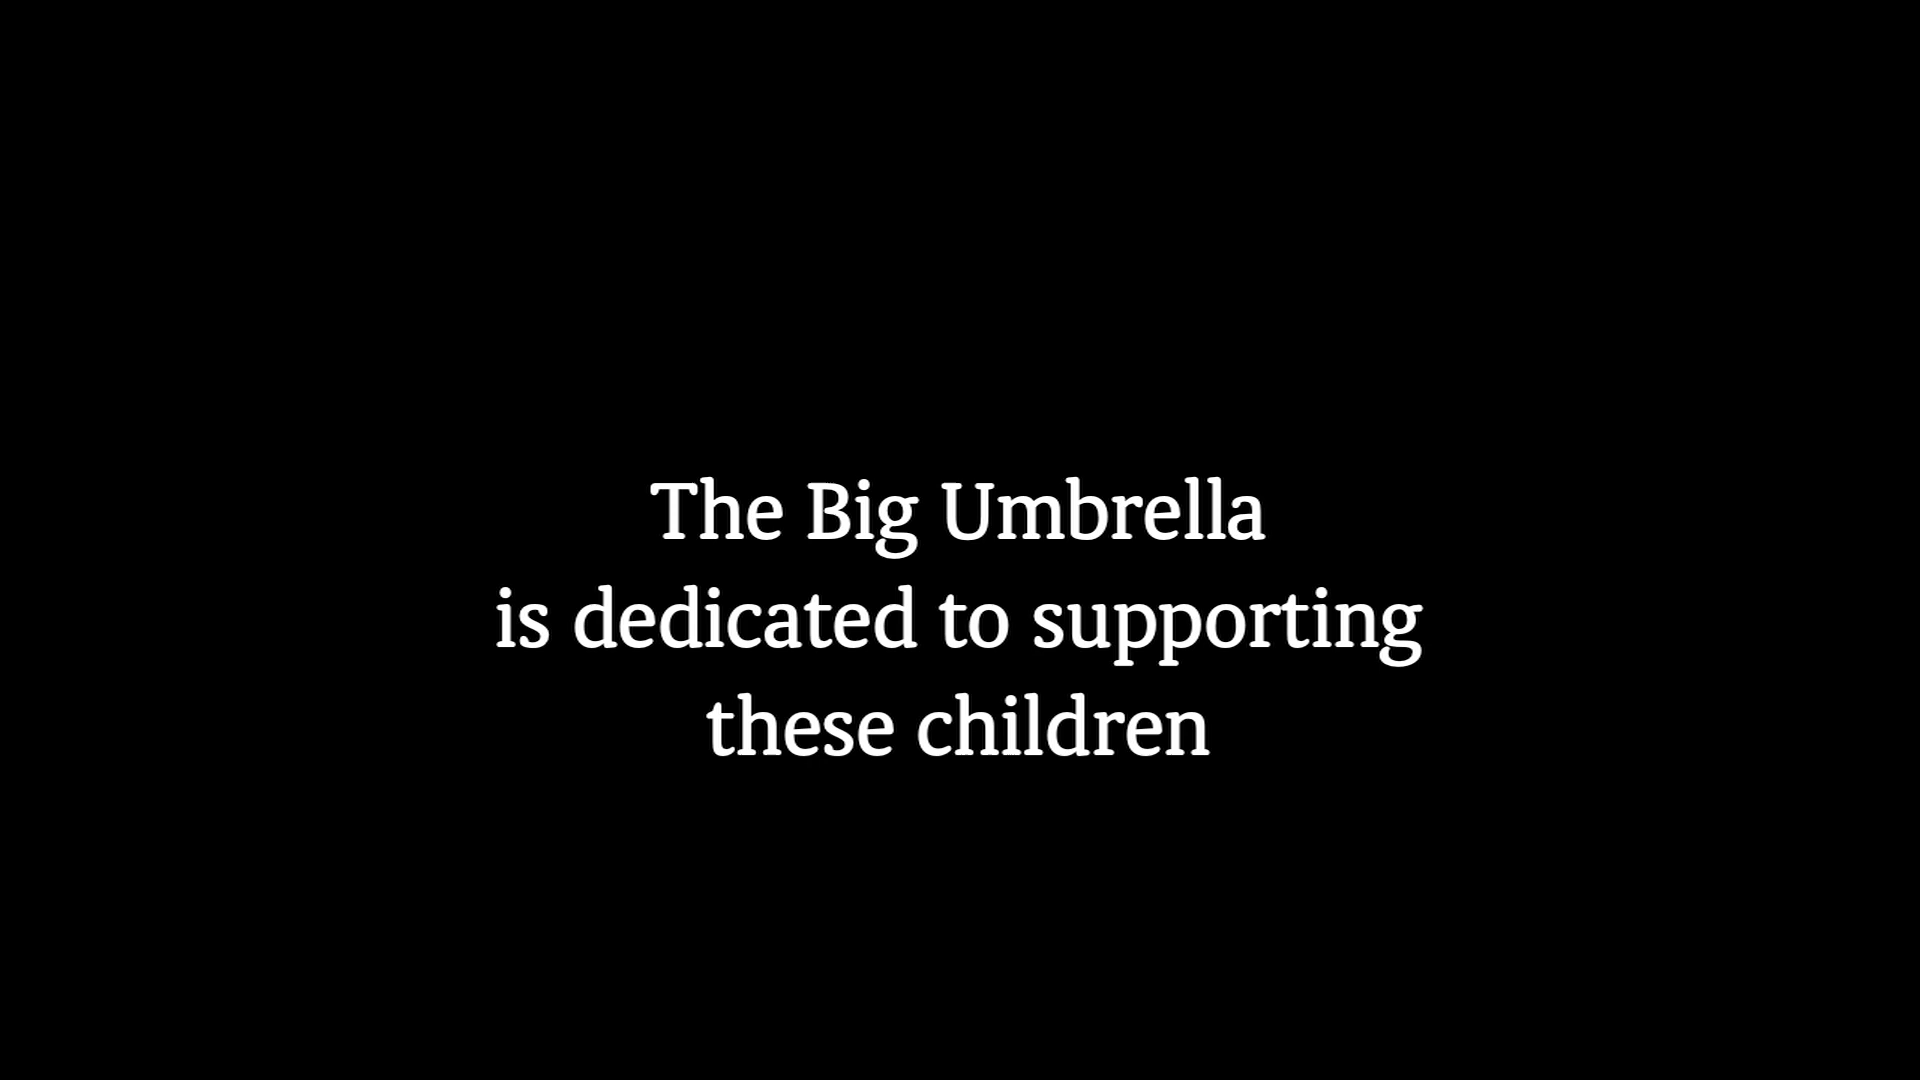 The Big Umbrella
is dedicated to supporting
these children